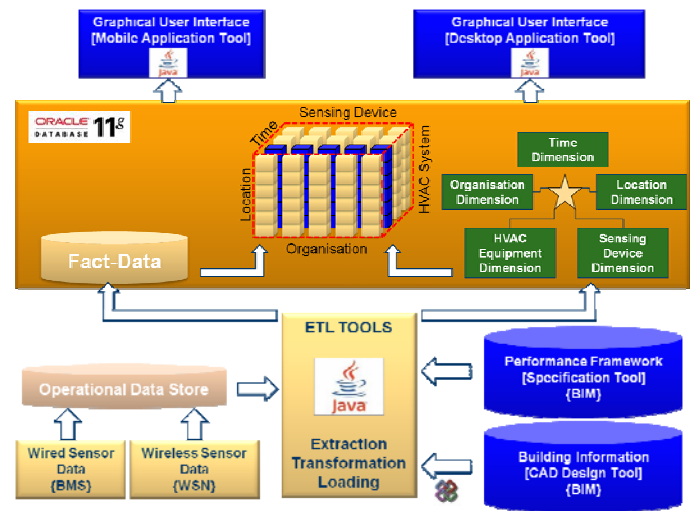 Graphical User Interface
[Mobile Application Tool]
Java
Graphical User Interface
[Desktop Application Tool]
Java
ORACLE
DATABASE 11g
Sensing Device
Time
Location
HVAC System
Organisation
Fact-Data
Time
Dimension
Organisation
Dimension
Location
Dimension
HVAC
Equipment
Dimension
Sensing
Device
Dimension
ETL TOOLS
Java
Extraction
Transformation
Loading
Operational Data Store
Wired Sensor
Data
{BMS}
Wireless Sensor
Data
{WSN}
Performance Framework
[Specification Tool]
{BIM}
Building Information
[CAD Design Tool]
{BIM}